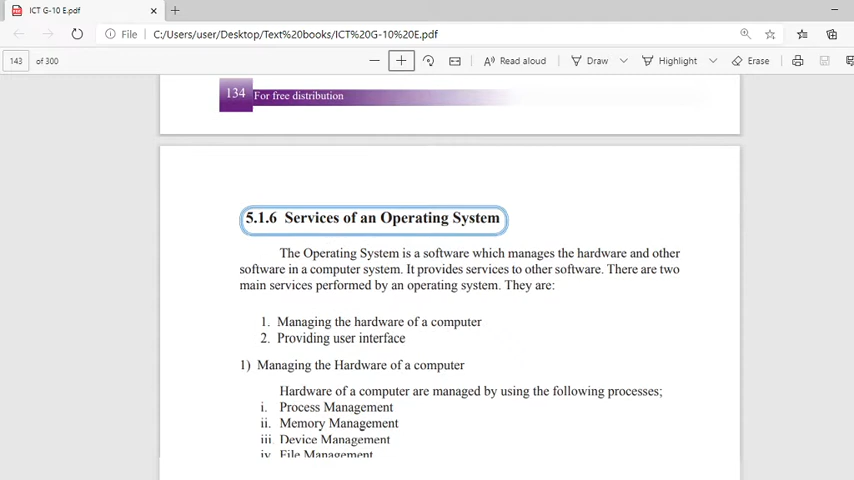 ICT G-10 E.pdf
File C:/Users/user/Desktop/Text%20books/ICT%20G-10%20E.pdf
143 of 300 Read aloud Draw Highlight Erase
134 For free distribution
5.1.6 Services of an Operating System
The Operating System is a software which manages the hardware and other
software in a computer system. It provides services to other software. There are two
main services performed by an operating system. They are:
1. Managing the hardware of a computer
2. Providing user interface
1) Managing the Hardware of a computer
Hardware of a computer are managed by using the following processes;
i. Process Management
ii. Memory Management
iii. Device Management
iv. File Management